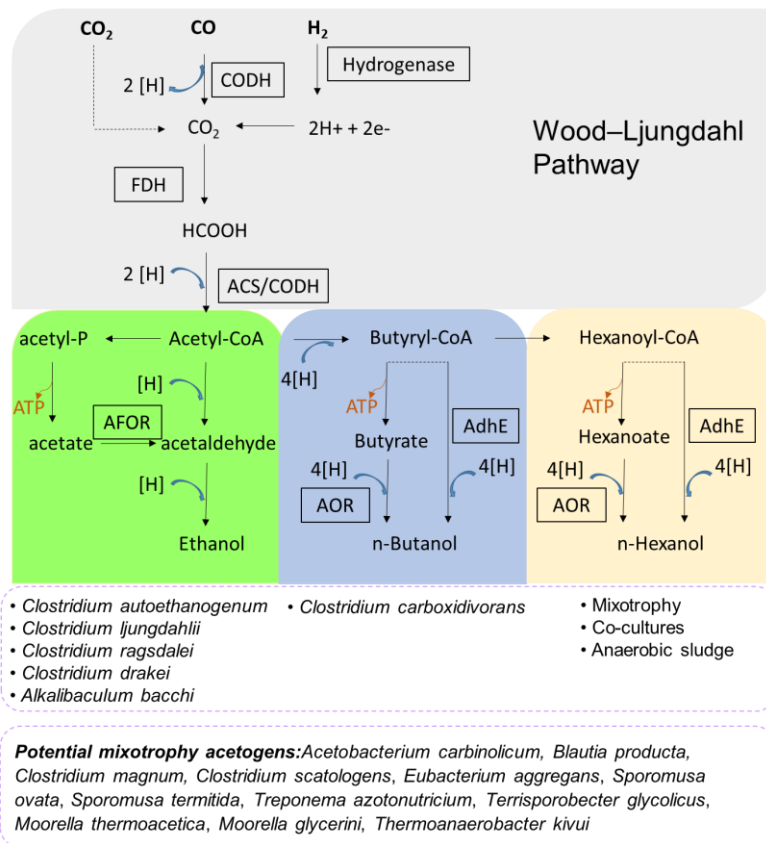 CO2 CO H2
2 [H] CODH Hydrogenase
CO2 2H+ + 2e-
Wood–Ljungdahl
Pathway
FDH
HCOOH
2 [H] ACS/CODH
acetyl-P Acetyl-CoA Butyryl-CoA Hexanoyl-CoA
[H] 4[H]
ATP ATP ATP
AFOR AdhE AdhE
acetate acetaldehyde Butyrate Hexanoate
[H] 4[H] 4[H] 4[H] 4[H]
AOR AOR
Ethanol n-Butanol n-Hexanol
• Clostridium autoethanogenum • Clostridium carboxidivorans • Mixotrophy
• Clostridium ljungdahlii • Co-cultures
• Clostridium ragsdalei • Anaerobic sludge
• Clostridium drakei
• Alkalibaculum bacchi
Potential mixotrophy acetogens:Acetobacterium carbinolicum, Blautia producta,
Clostridium magnum, Clostridium scatologens, Eubacterium aggregans, Sporomusa
ovata, Sporomusa termitida, Treponema azotonutricium, Terrisporobecter glycolicus,
Moorella thermoacetica, Moorella glycerini, Thermoanaerobacter kivui